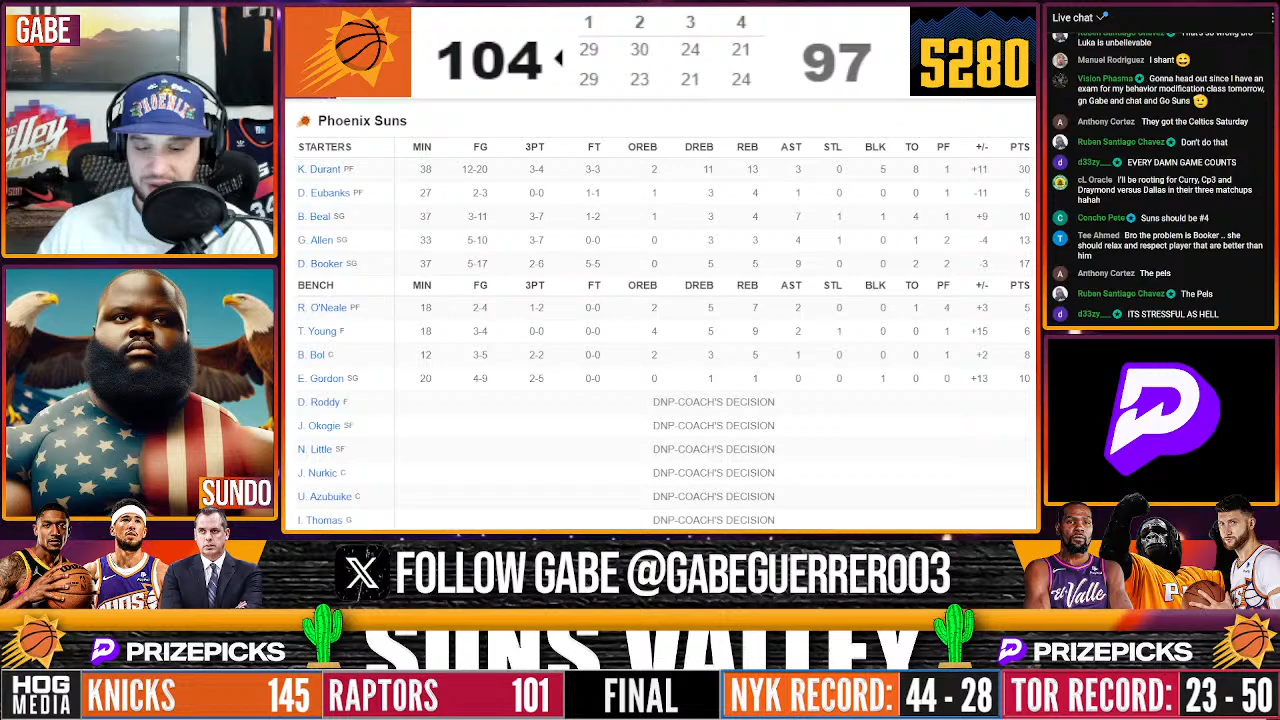 GABE
104
97
1 2 3 4
29 30 24 21
29 23 21 24
5280
Phoenix Suns
STARTERS MIN FG 3PT FT OREB DREB REB AST STL BLK TO PF +/- PTS
K. Durant PF 38 12-20 3-4 3-3 2 11 13 3 0 5 8 1 +11 30
D. Eubanks PF 27 2-3 0-0 1-1 1 3 4 1 0 0 0 1 -11 5
B. Beal SG 37 3-11 3-7 1-2 1 3 4 7 1 1 4 1 +9 10
G. Allen SG 33 5-10 3-7 0-0 0 3 3 4 1 0 1 2 -4 13
D. Booker SG 37 5-17 2-6 5-5 0 5 5 9 0 0 2 2 -3 17
BENCH MIN FG 3PT FT OREB DREB REB AST STL BLK TO PF +/- PTS
R. O'Neale PF 18 2-4 1-2 0-0 2 5 7 2 0 0 1 4 +3 5
T. Young F 18 3-4 0-0 0-0 4 5 9 2 1 0 0 1 +15 6
B. Bol C 12 3-5 2-2 0-0 2 3 5 1 0 0 0 1 +2 8
E. Gordon SG 20 4-9 2-5 0-0 0 1 1 0 0 1 0 0 +13 10
D. Roddy F DNP-COACH'S DECISION
J. Okogie SF DNP-COACH'S DECISION
N. Little SF DNP-COACH'S DECISION
J. Nurkic C DNP-COACH'S DECISION
U. Azubuike C DNP-COACH'S DECISION
I. Thomas G DNP-COACH'S DECISION
Live chat
Ruben Santiago Chavez That's so wrong bro
Luka is unbelievable
Manuel Rodriguez I shant
Vision Phasma Gonna head out since I have an
exam for my behavior modification class tomorrow,
gn Gabe and chat and Go Suns
Anthony Cortez They got the Celtics Saturday
Ruben Santiago Chavez Don't do that
d33zy___ EVERY DAMN GAME COUNTS
cL Oracle I'll be rooting for Curry, Cp3 and
Draymond versus Dallas in their three matchups
hahah
Concho Pete Suns should be #4
Tee Ahmed Bro the problem is Booker .. she
should relax and respect player that are better than
him
Anthony Cortez The pels
Ruben Santiago Chavez The Pels
d33zy___ ITS STRESSFUL AS HELL
SUNDO
FOLLOW GABE @GABEGUERRERO03
PRIZEPICKS
SUNS VALLEY
PRIZEPICKS
HOG
MEDIA
KNICKS 145 RAPTORS 101 FINAL NYK RECORD: 44 - 28 TOR RECORD: 23 - 50